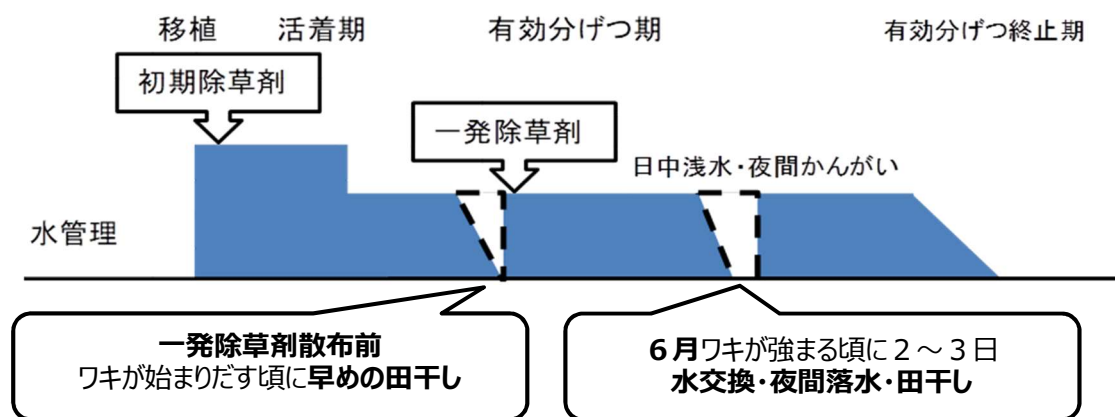 移植 活着期 有効分げつ期 有効分げつ終止期
初期除草剤
一発除草剤
日中浅水・夜間かんがい
水管理
一発除草剤散布前
ワキが始まりだす頃に早めの田干し
6月ワキが強まる頃に2~3日
水交換・夜間落水・田干し